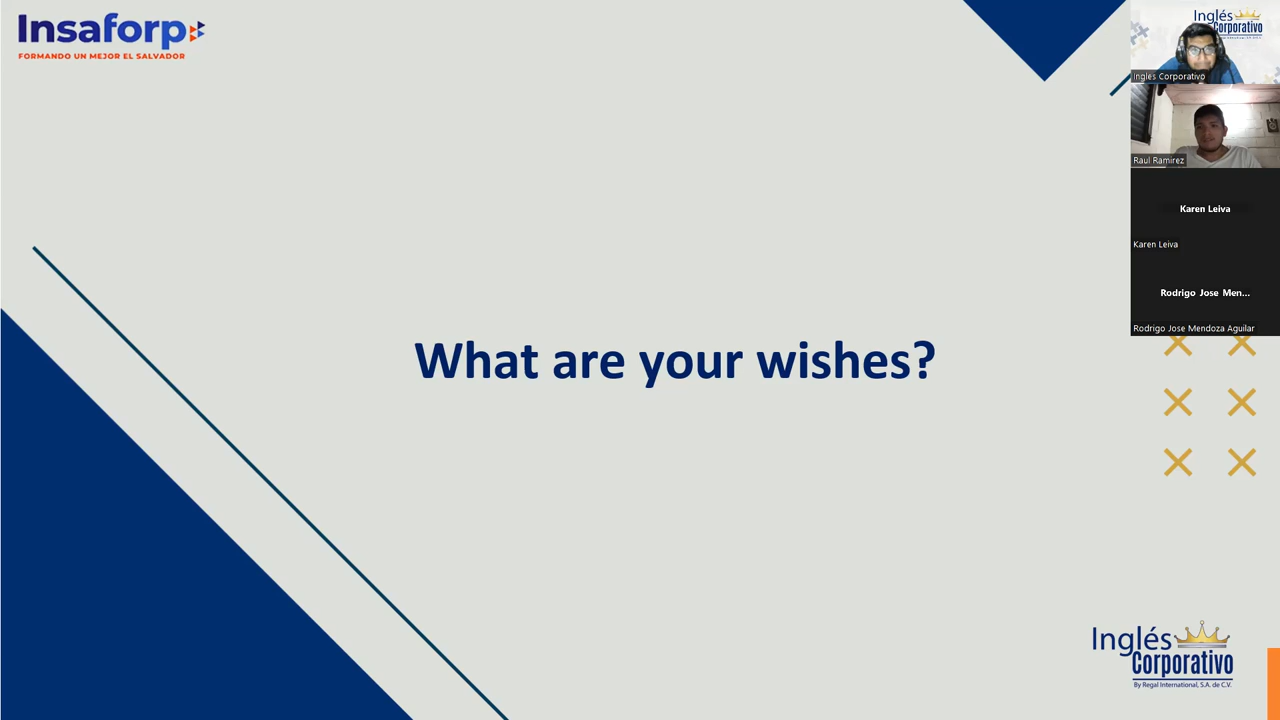 Insaforp
FORMANDO UN MEJOR EL SALVADOR
What are your wishes?
Inglés
Corporativo
Ingles Corporativo
Raul Ramirez
Karen Leiva
Karen Leiva
Rodrigo Jose Men...
Rodrigo Jose Mendoza Aguilar
Inglés
Corporativo
By Regal International, S.A. de C.V.